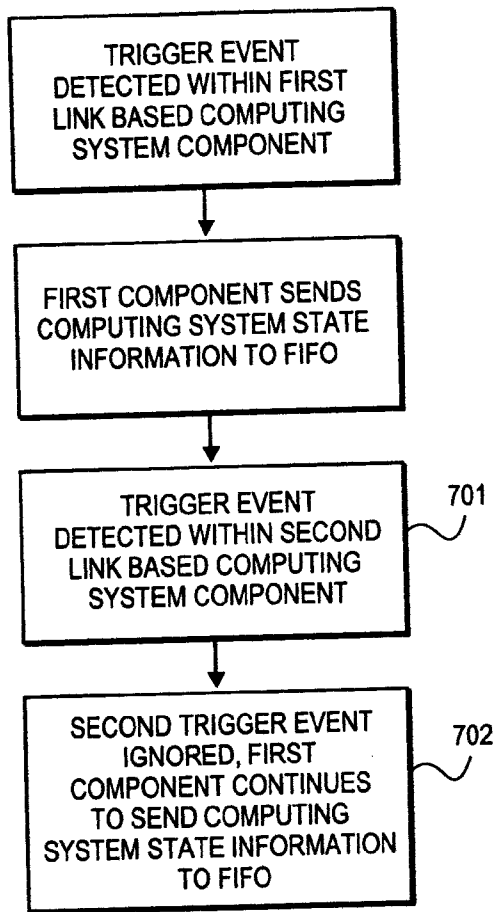 TRIGGER EVENT
DETECTED WITHIN FIRST
LINK BASED COMPUTING
SYSTEM COMPONENT
FIRST COMPONENT SENDS
COMPUTING SYSTEM STATE
INFORMATION TO FIFO
TRIGGER EVENT
DETECTED WITHIN SECOND
LINK BASED COMPUTING
SYSTEM COMPONENT
701
SECOND TRIGGER EVENT
IGNORED, FIRST
COMPONENT CONTINUES
TO SEND COMPUTING
SYSTEM STATE INFORMATION
TO FIFO
702